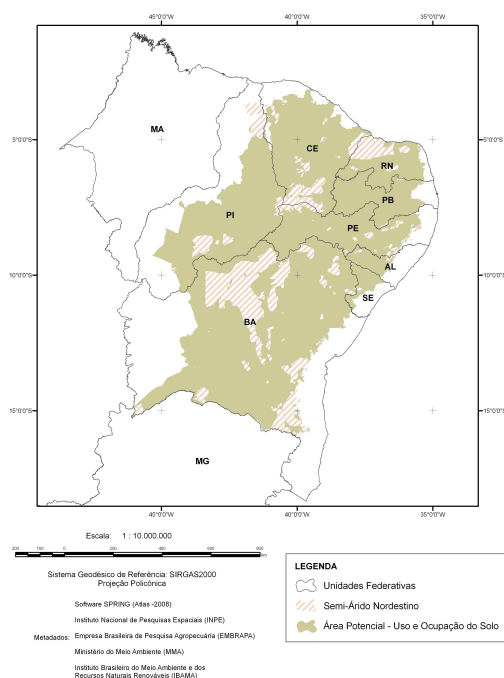 45°0'0"W 40°0'0"W 35°0'0"W
MA
5°0'0"S 5°0'0"S
CE
RN
PB
PI
PE
AL
10°0'0"S 10°0'0"S
SE
BA
15°0'0"S 15°0'0"S
MG
45°0'0"W 40°0'0"W 35°0'0"W
Escala: 1 : 10.000.000
200 100 0 200 400 600 800
Sistema Geodésico de Referência: SIRGAS2000
Projeção Policônica
Software SPRING (Atlas -2008)
Instituto Nacional de Pesquisas Espaciais (INPE)
Metadados: Empresa Brasileira de Pesquisa Agropecuária (EMBRAPA)
Ministério do Meio Ambiente (MMA)
Instituto Brasileiro do Meio Ambiente e dos
Recursos Naturais Renováveis (IBAMA)
LEGENDA
Unidades Federativas
Semi-Árido Nordestino
Área Potencial - Uso e Ocupação do Solo